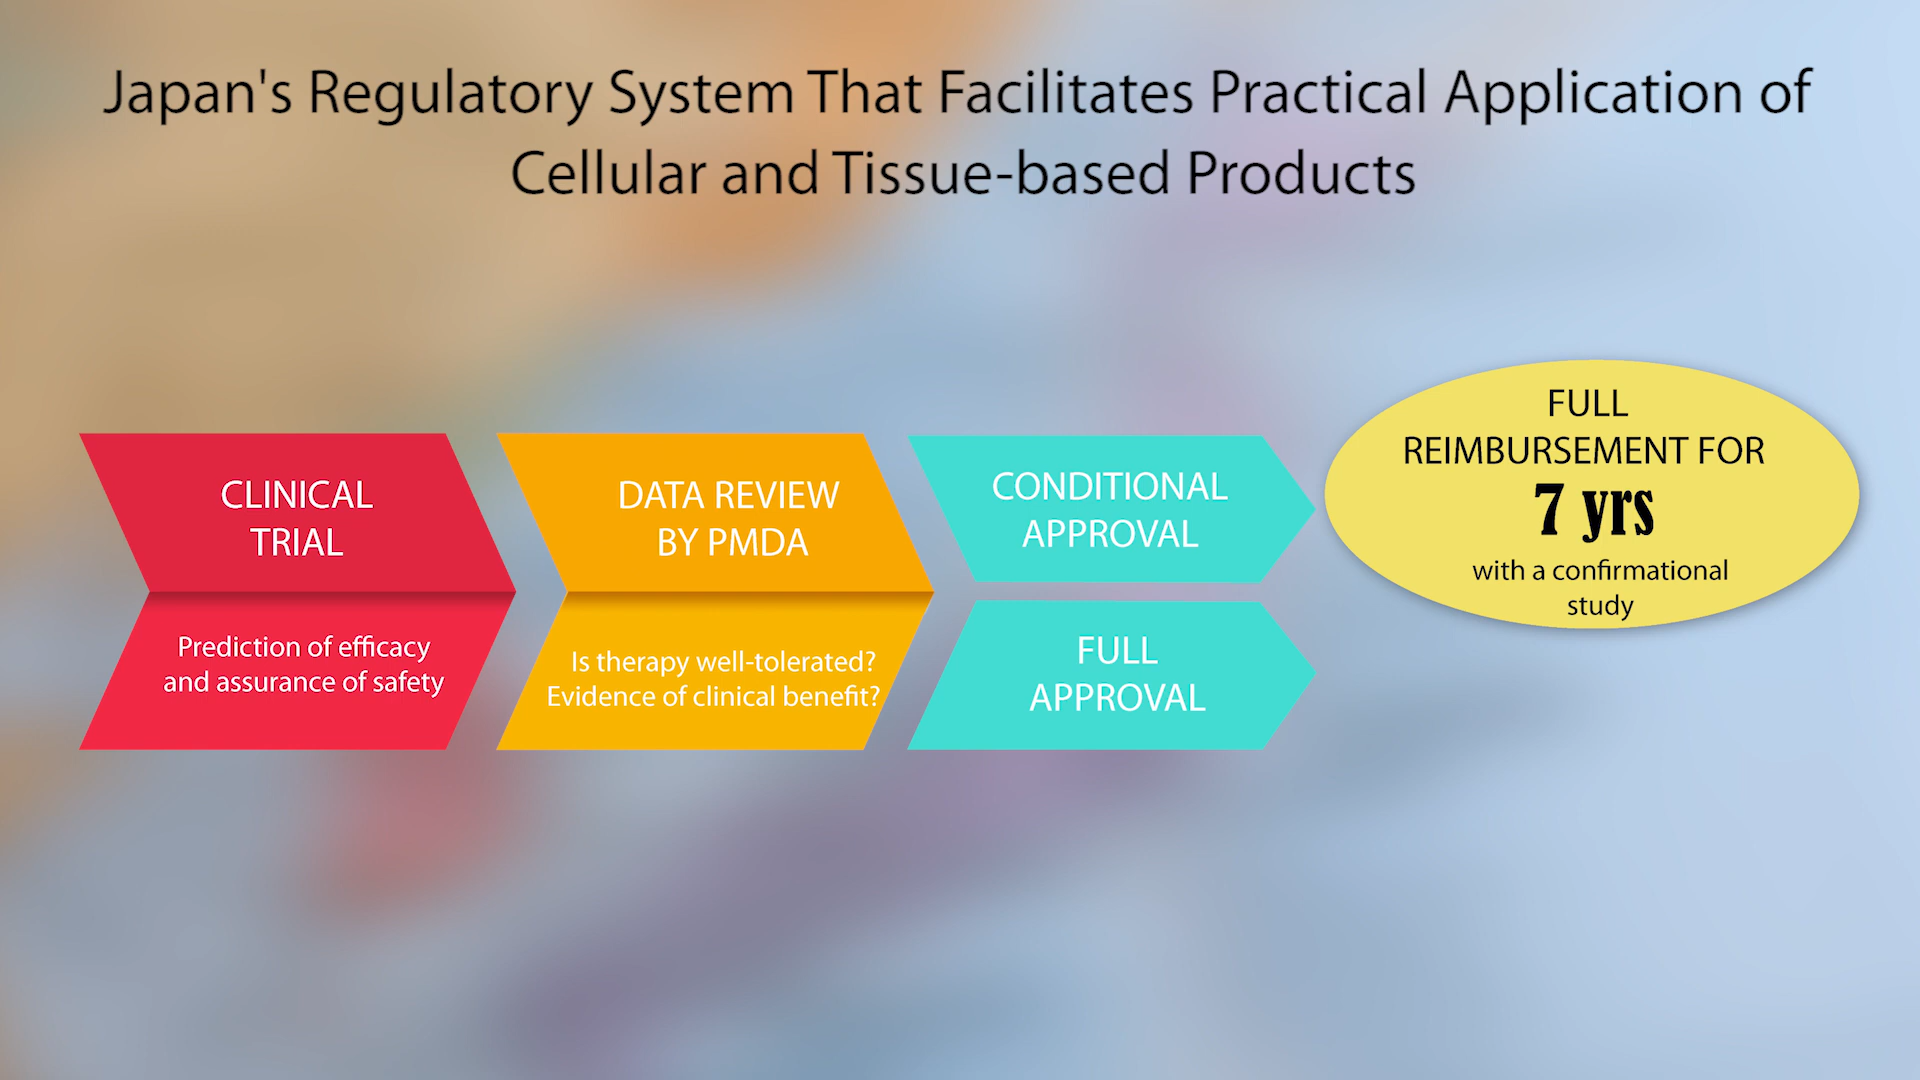 Japan's Regulatory System That Facilitates Practical Application of
Cellular and Tissue-based Products
CLINICAL
TRIAL
Prediction of efficacy
and assurance of safety
DATA REVIEW
BY PMDA
Is therapy well-tolerated?
Evidence of clinical benefit?
CONDITIONAL
APPROVAL
FULL
APPROVAL
FULL
REIMBURSEMENT FOR
7 yrs
with a confirmational
study